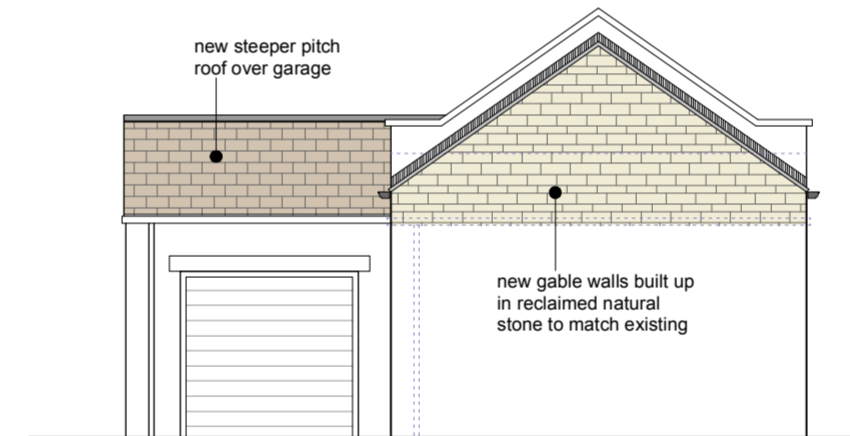 new steeper pitch
roof over garage
new gable walls built up
in reclaimed natural
stone to match existing